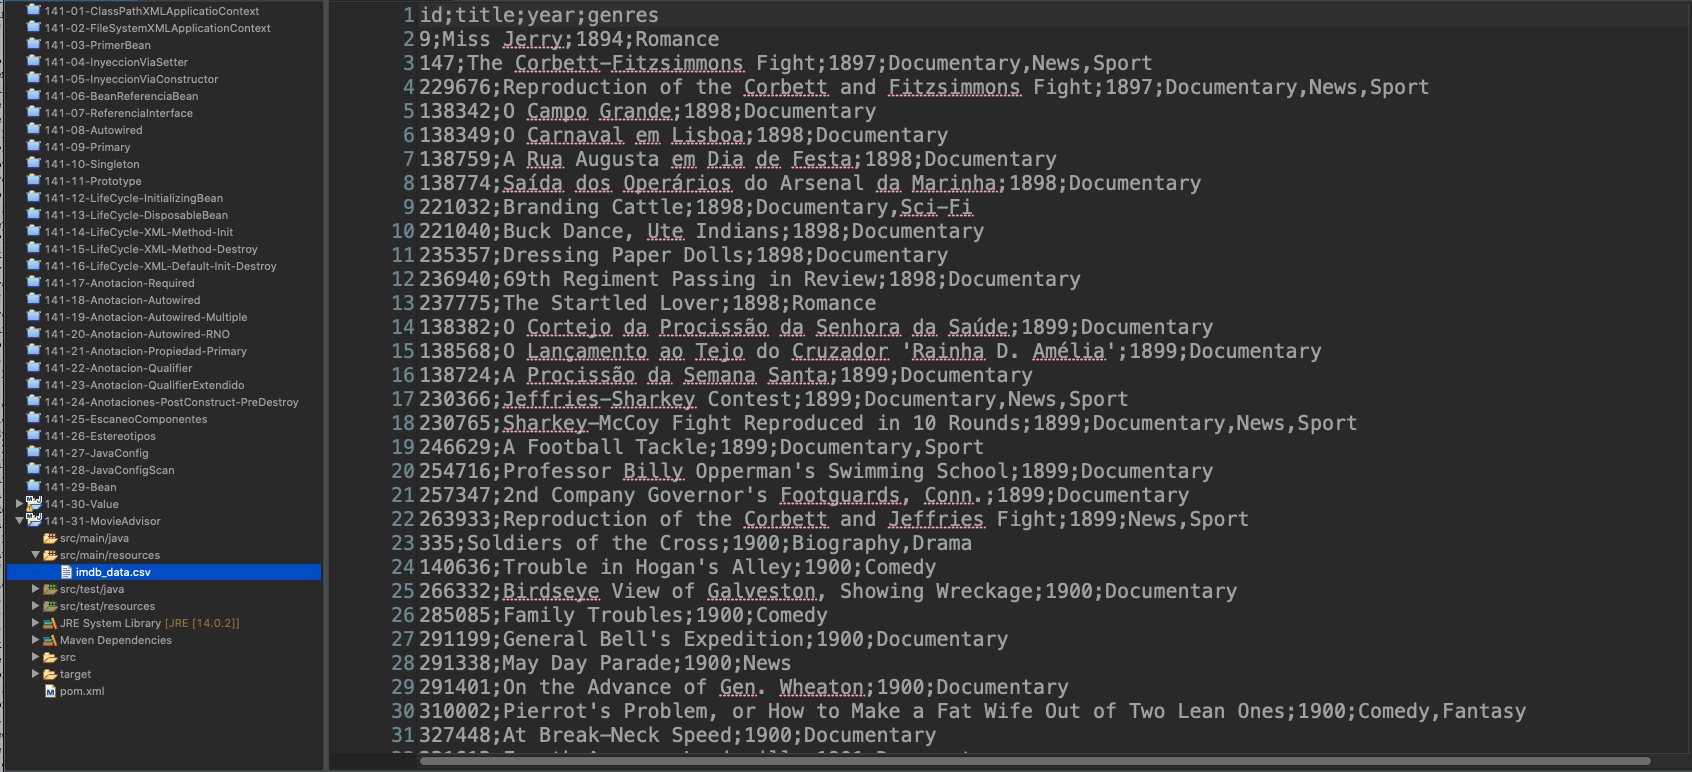 141-01-ClassPathXMLApplicatioContext
141-02-FileSystemXMLApplicationContext
141-03-PrimerBean
141-04-InyeccionViaSetter
141-05-InyeccionViaConstructor
141-06-BeanReferenciaBean
141-07-ReferenciaInterface
141-08-Autowired
141-09-Primary
141-10-Singleton
141-11-Prototype
141-12-LifeCycle-InitializingBean
141-13-LifeCycle-DisposableBean
141-14-LifeCycle-XML-Method-Init
141-15-LifeCycle-XML-Method-Destroy
141-16-LifeCycle-XML-Default-Init-Destroy
141-17-Anotacion-Required
141-18-Anotacion-Autowired
141-19-Anotacion-Autowired-Multiple
141-20-Anotacion-Autowired-RNO
141-21-Anotacion-Propiedad-Primary
141-22-Anotacion-Qualifier
141-23-Anotacion-QualifierExtendido
141-24-Anotaciones-PostConstruct-PreDestroy
141-25-EscaneoComponentes
141-26-Estereotipos
141-27-JavaConfig
141-28-JavaConfigScan
141-29-Bean
141-30-Value
141-31-MovieAdvisor
src/main/java
src/main/resources
imdb_data.csv
src/test/java
src/test/resources
JRE System Library [JRE [14.0.2]]
Maven Dependencies
src
target
pom.xml
1 id;title;year;genres
2 9;Miss Jerry;1894;Romance
3 147;The Corbett-Fitzsimmons Fight;1897;Documentary,News,Sport
4 229676;Reproduction of the Corbett and Fitzsimmons Fight;1897;Documentary,News,Sport
5 138342;O Campo Grande;1898;Documentary
6 138349;O Carnaval em Lisboa;1898;Documentary
7 138759;A Rua Augusta em Dia de Festa;1898;Documentary
8 138774;Saída dos Operários do Arsenal da Marinha;1898;Documentary
9 221032;Branding Cattle;1898;Documentary,Sci-Fi
10 221040;Buck Dance, Ute Indians;1898;Documentary
11 235357;Dressing Paper Dolls;1898;Documentary
12 236940;69th Regiment Passing in Review;1898;Documentary
13 237775;The Startled Lover;1898;Romance
14 138382;O Cortejo da Procissão da Senhora da Saúde;1899;Documentary
15 138568;O Lançamento ao Tejo do Cruzador 'Rainha D. Amélia';1899;Documentary
16 138724;A Procissão da Semana Santa;1899;Documentary
17 230366;Jeffries-Sharkey Contest;1899;Documentary,News,Sport
18 230765;Sharkey-McCoy Fight Reproduced in 10 Rounds;1899;Documentary,News,Sport
19 246629;A Football Tackle;1899;Documentary,Sport
20 254716;Professor Billy Opperman's Swimming School;1899;Documentary
21 257347;2nd Company Governor's Footguards, Conn.;1899;Documentary
22 263933;Reproduction of the Corbett and Jeffries Fight;1899;News,Sport
23 335;Soldiers of the Cross;1900;Biography,Drama
24 140636;Trouble in Hogan's Alley;1900;Comedy
25 266332;Birdseye View of Galveston, Showing Wreckage;1900;Documentary
26 285085;Family Troubles;1900;Comedy
27 291199;General Bell's Expedition;1900;Documentary
28 291338;May Day Parade;1900;News
29 291401;On the Advance of Gen. Wheaton;1900;Documentary
30 310002;Pierrot's Problem, or How to Make a Fat Wife Out of Two Lean Ones;1900;Comedy,Fantasy
31 327448;At Break-Neck Speed;1900;Documentary